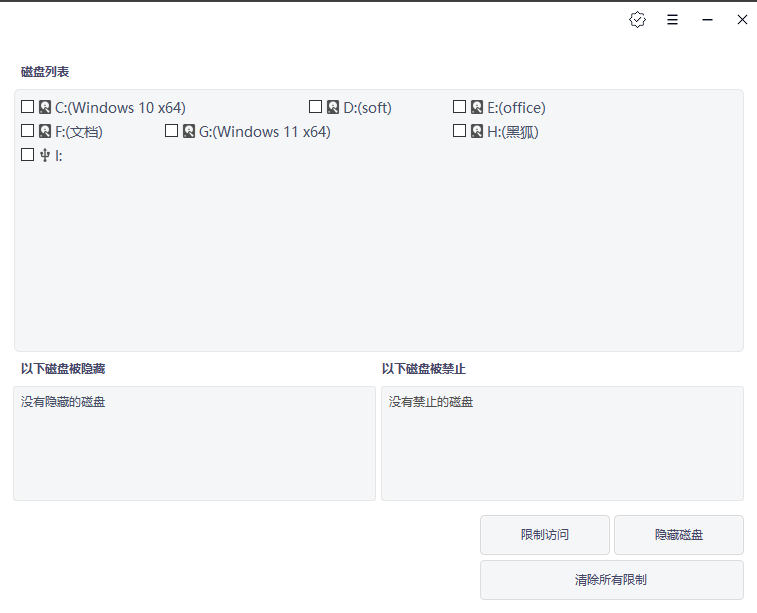 磁盘列表
C:(Windows 10 x64) D:(soft) E:(office)
F:(文档) G:(Windows 11 x64) H:(黑狐)
I:
以下磁盘被隐藏 以下磁盘被禁止
没有隐藏的磁盘 没有禁止的磁盘
限制访问 隐藏磁盘
清除所有限制